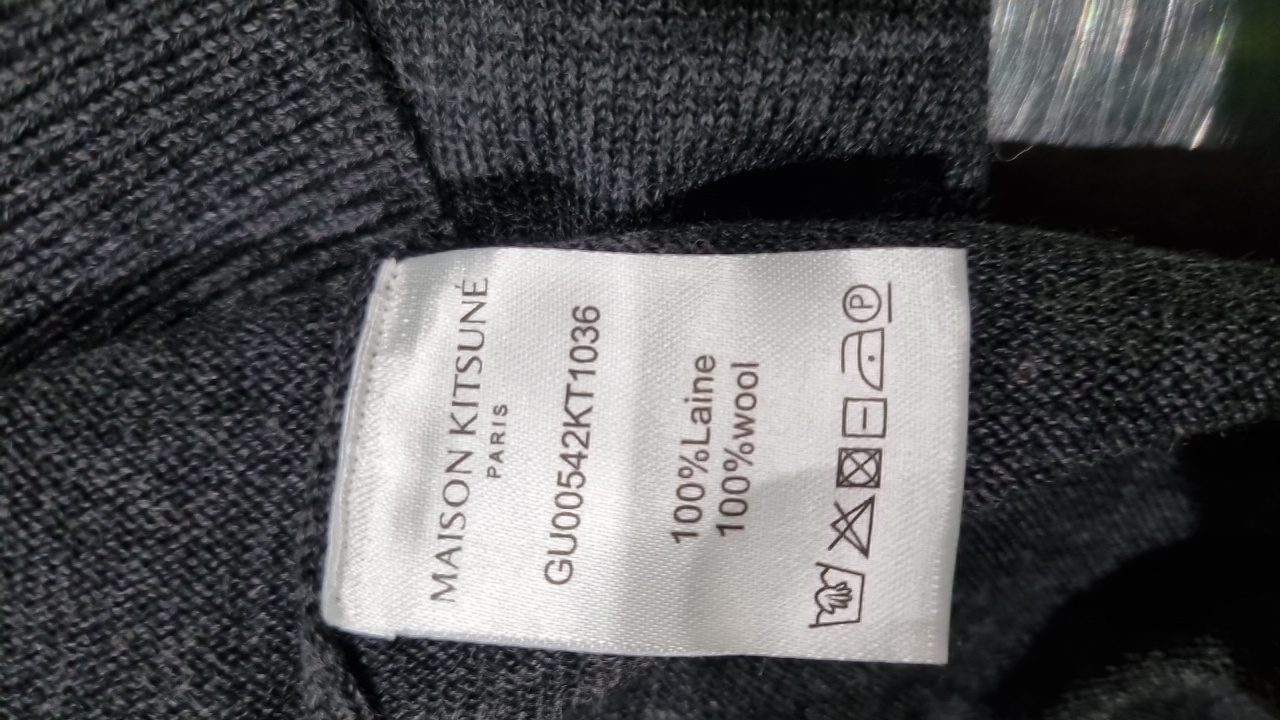 MAISON KITSUNÉ
PARIS
GU00542KT1036
100%Laine
100%wool
P